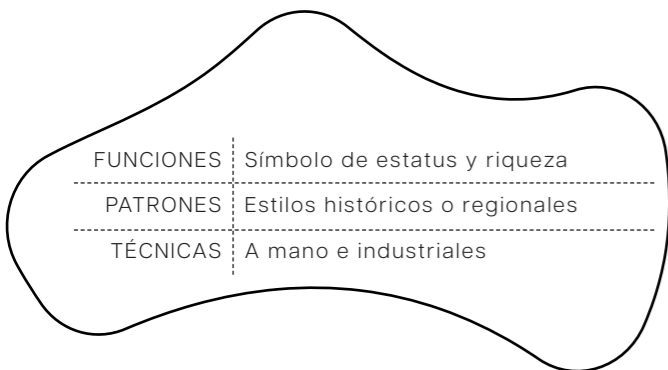 FUNCIONES Símbolo de estatus y riqueza
PATRONES Estilos históricos o regionales
TÉCNICAS A mano e industriales